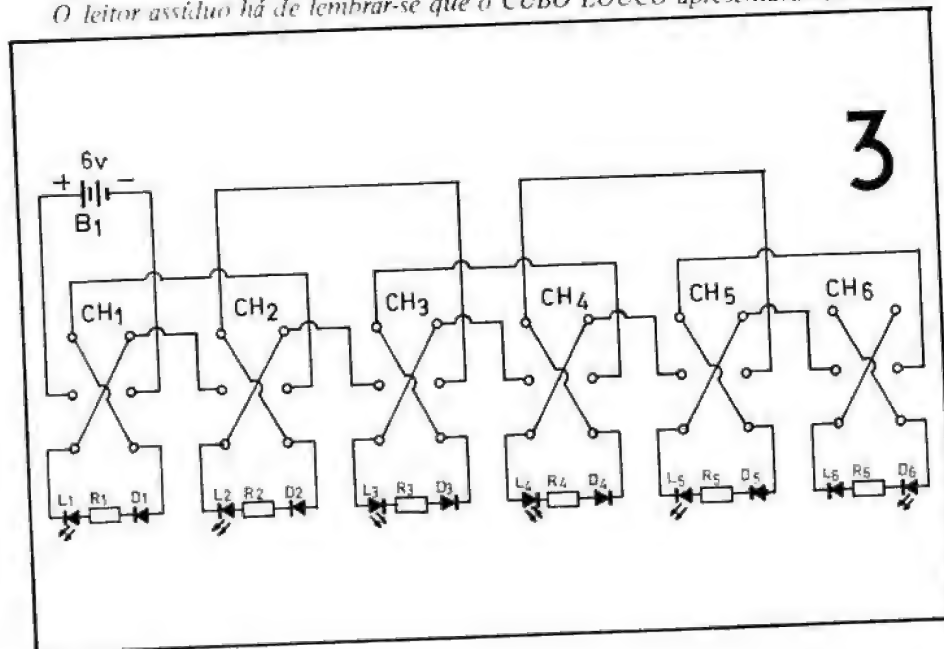 O leitor assíduo há de lembrar-se que o CUBO LOUCO
3
6v
+ −
B1
CH1 CH2 CH3 CH4 CH5 CH6
L1 R1 D1 L2 R2 D2 L3 R3 D3 L4 R4 D4 L5 R5 D5 L6 R6 D6